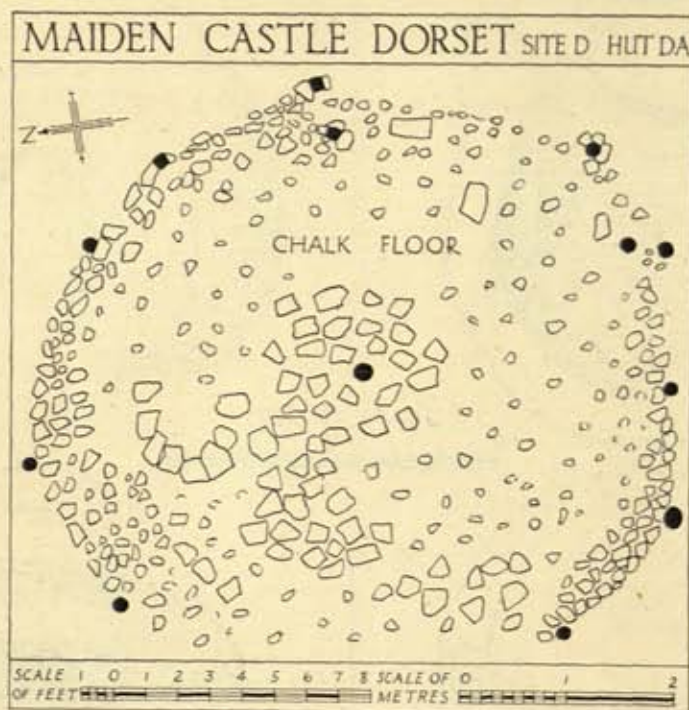 MAIDEN CASTLE DORSET SITE D HUT DA
Z
CHALK FLOOR
SCALE OF FEET 1 0 1 2 3 4 5 6 7 8
SCALE OF METRES 0 1 2